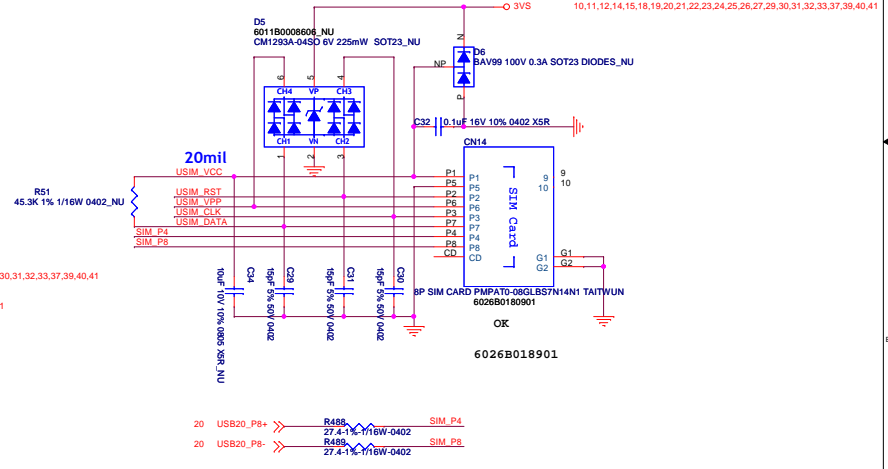 3VS
10,11,12,14,15,18,19,20,21,22,23,24,25,26,27,29,30,31,32,33,37,39,40,41
D5
6011B0008606_NU
CM1293A-04SO 6V 225mW SOT23_NU
N
D6
NP
BAV99 100V 0.3A SOT23 DIODES_NU
P
6
5
4
CH4
VP
CH3
CH1
VN
CH2
1
2
3
C32
0.1uF 16V 10% 0402 X5R
CN14
20mil
USIM_VCC
R51
45.3K 1% 1/16W 0402_NU
USIM_RST
USIM_VPP
USIM_CLK
USIM_DATA
SIM_P4
SIM_P8
P1
P5
P2
P6
P3
P7
P4
P8
CD
P1
P5
P2
P6
P3
P7
P4
P8
CD
SIM Card
9
10
9
10
G1
G2
G1
G2
30,31,32,33,37,39,40,41
1
C34
10uF 10V 10% 0805 X5R_NU
C29
15pF 5% 50V 0402
C31
15pF 5% 50V 0402
C30
15pF 5% 50V 0402
8P SIM CARD PMPAT0-08GLBS7N14N1 TAITWUN
6026B0180901
OK
6026B018901
20
USB20_P8+
R488
27.4-1%-1/16W-0402
SIM_P4
20
USB20_P8-
R489
27.4-1%-1/16W-0402
SIM_P8